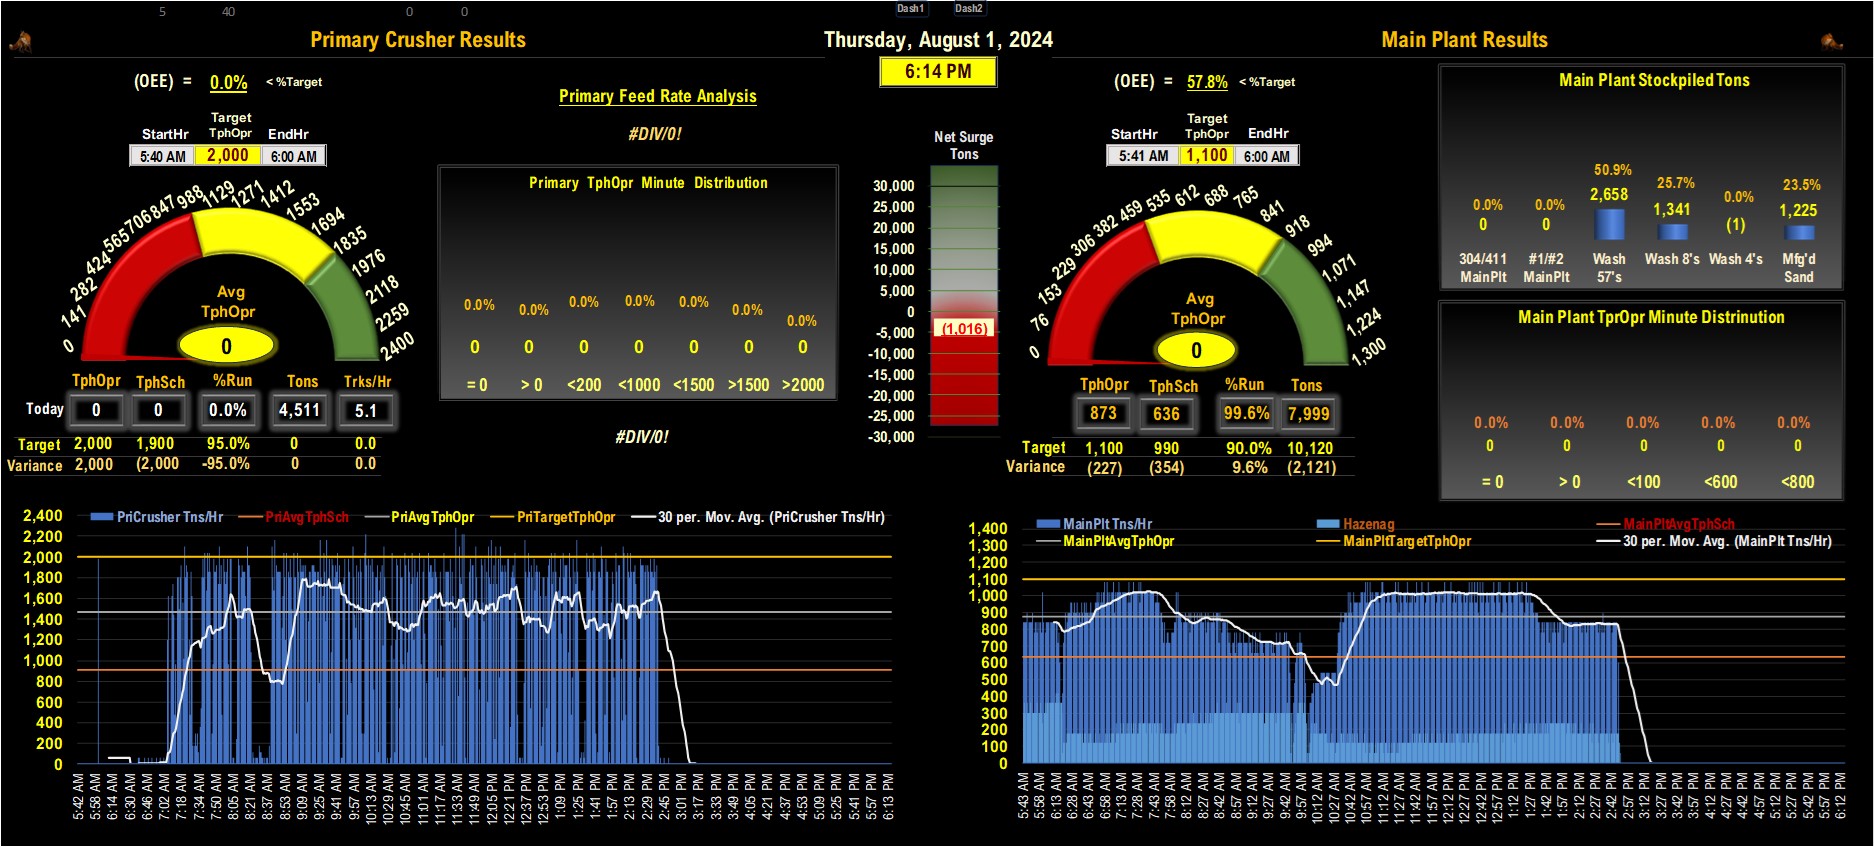 5 40 0 0 Dash1 Dash2
Primary Crusher Results
Thursday, August 1, 2024
Main Plant Results
6:14 PM
(OEE) = 0.0% < %Target
Target
StartHr TphOpr EndHr
5:40 AM 2,000 6:00 AM
0 141 282 424 565 706 847 988 1129 1271 1412 1553 1694 1835 1976 2118 2259 2400
Avg
TphOpr
0
TphOpr TphSch %Run Tons Trks/Hr
Today 0 0 0.0% 4,511 5.1
Target 2,000 1,900 95.0% 0 0.0
Variance 2,000 (2,000 -95.0% 0 0.0
Primary Feed Rate Analysis
#DIV/0!
Primary TphOpr Minute Distribution
0.0% 0.0% 0.0% 0.0% 0.0% 0.0% 0.0%
0 0 0 0 0 0 0
= 0 > 0 <200 <1000 <1500 >1500 >2000
#DIV/0!
Net Surge
Tons
30,000
25,000
20,000
15,000
10,000
5,000
0
(1,016)
-5,000
-10,000
-15,000
-20,000
-25,000
-30,000
(OEE) = 57.8% < %Target
Target
StartHr TphOpr EndHr
5:41 AM 1,100 6:00 AM
0 76 153 229 306 382 459 535 612 688 765 841 918 994 1,071 1,147 1,224 1,300
Avg
TphOpr
0
TphOpr TphSch %Run Tons
873 636 99.6% 7,999
Target 1,100 990 90.0% 10,120
Variance (227) (354) 9.6% (2,121)
Main Plant Stockpiled Tons
0.0% 0.0% 50.9% 25.7% 0.0% 23.5%
0 0 2,658 1,341 (1) 1,225
304/411 #1/#2 Wash Wash 8's Wash 4's Mfg'd
MainPlt MainPlt 57's Sand
Main Plant TprOpr Minute Distrinution
0.0% 0.0% 0.0% 0.0% 0.0%
0 0 0 0 0
= 0 > 0 <100 <600 <800
PriCrusher Tns/Hr PriAvgTphSch PriAvgTphOpr PriTargetTphOpr 30 per. Mov. Avg. (PriCrusher Tns/Hr)
2,400
2,200
2,000
1,800
1,600
1,400
1,200
1,000
800
600
400
200
0
5:42 AM 5:58 AM 6:14 AM 6:30 AM 6:46 AM 7:02 AM 7:18 AM 7:34 AM 7:50 AM 8:05 AM 8:21 AM 8:37 AM 8:53 AM 9:09 AM 9:25 AM 9:41 AM 9:57 AM 10:13 AM 10:29 AM 10:45 AM 11:01 AM 11:17 AM 11:33 AM 11:49 AM 12:05 PM 12:21 PM 12:37 PM 12:53 PM 1:09 PM 1:25 PM 1:41 PM 1:57 PM 2:13 PM 2:29 PM 2:45 PM 3:01 PM 3:17 PM 3:33 PM 3:49 PM 4:05 PM 4:21 PM 4:37 PM 4:53 PM 5:09 PM 5:25 PM 5:41 PM 5:57 PM 6:13 PM
MainPlt Tns/Hr Hazenag MainPltAvgTphSch
MainPltAvgTphOpr MainPltTargetTphOpr 30 per. Mov. Avg. (MainPlt Tns/Hr)
1,400
1,300
1,200
1,100
1,000
900
800
700
600
500
400
300
200
100
0
5:43 AM 5:58 AM 6:13 AM 6:28 AM 6:43 AM 6:58 AM 7:13 AM 7:28 AM 7:43 AM 7:58 AM 8:12 AM 8:27 AM 8:42 AM 8:57 AM 9:12 AM 9:27 AM 9:42 AM 9:57 AM 10:12 AM 10:27 AM 10:42 AM 10:57 AM 11:12 AM 11:27 AM 11:42 AM 11:57 AM 12:12 PM 12:27 PM 12:42 PM 12:57 PM 1:12 PM 1:27 PM 1:42 PM 1:57 PM 2:12 PM 2:27 PM 2:42 PM 2:57 PM 3:12 PM 3:27 PM 3:42 PM 3:57 PM 4:12 PM 4:27 PM 4:42 PM 4:57 PM 5:12 PM 5:27 PM 5:42 PM 5:57 PM 6:12 PM